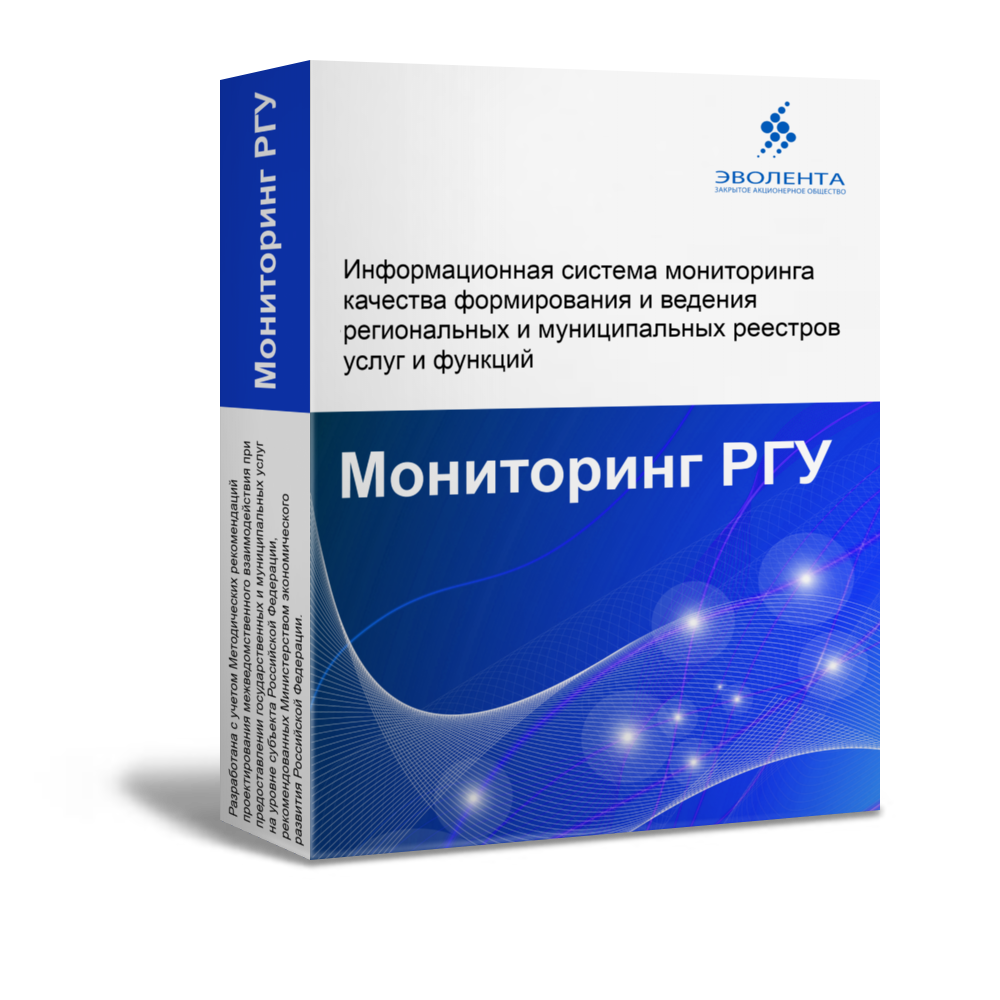 Мониторинг РГУ
Разработана с учетом Методических рекомендаций
проектирования межведомственного взаимодействия при
предоставлении государственных и муниципальных услуг
на уровне субъекта Российской Федерации,
рекомендованных Министерством экономического
развития Российской Федерации.
ЭВОЛЕНТА
ЗАКРЫТОЕ АКЦИОНЕРНОЕ ОБЩЕСТВО
Информационная система мониторинга
качества формирования и ведения
региональных и муниципальных реестров
услуг и функций
Мониторинг РГУ